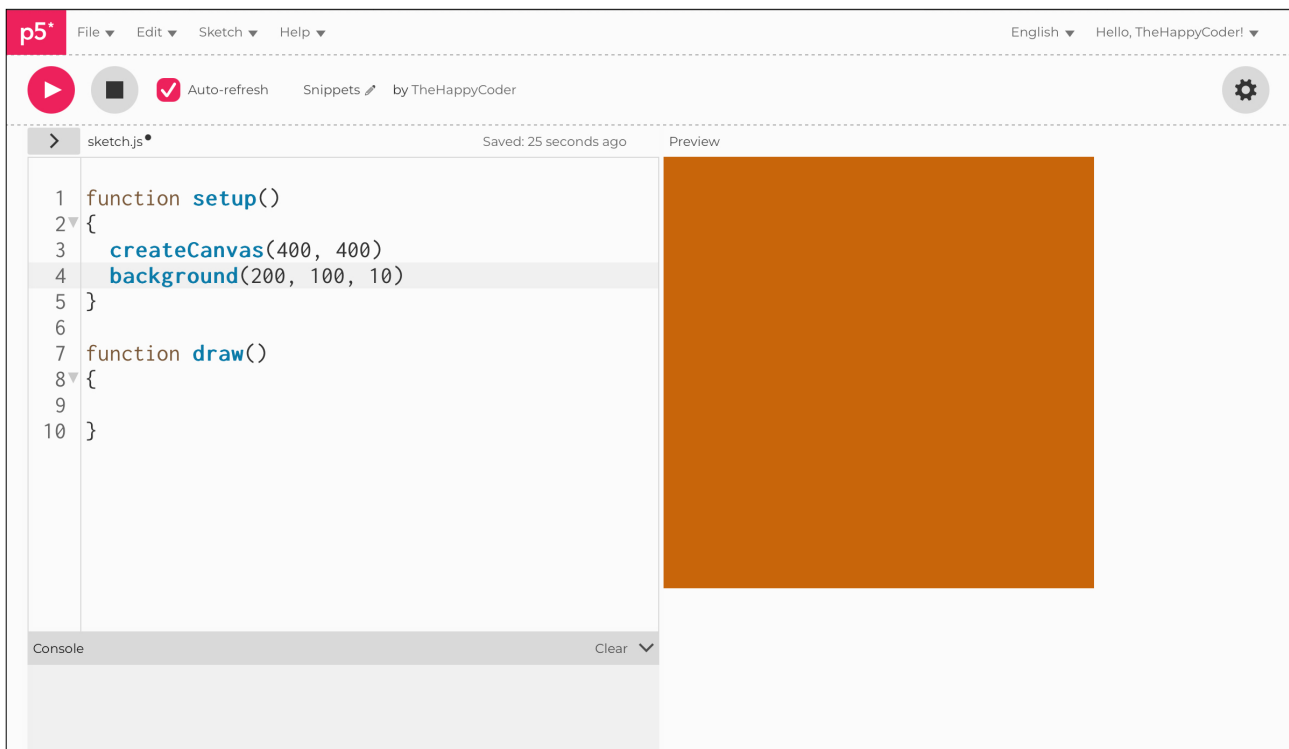 p5* File Edit Sketch Help English Hello, TheHappyCoder!
Auto-refresh Snippets by TheHappyCoder
sketch.js Saved: 25 seconds ago Preview
1 function setup()
2 {
3 createCanvas(400, 400)
4 background(200, 100, 10)
5 }
6
7 function draw()
8 {
9
10 }
Console Clear